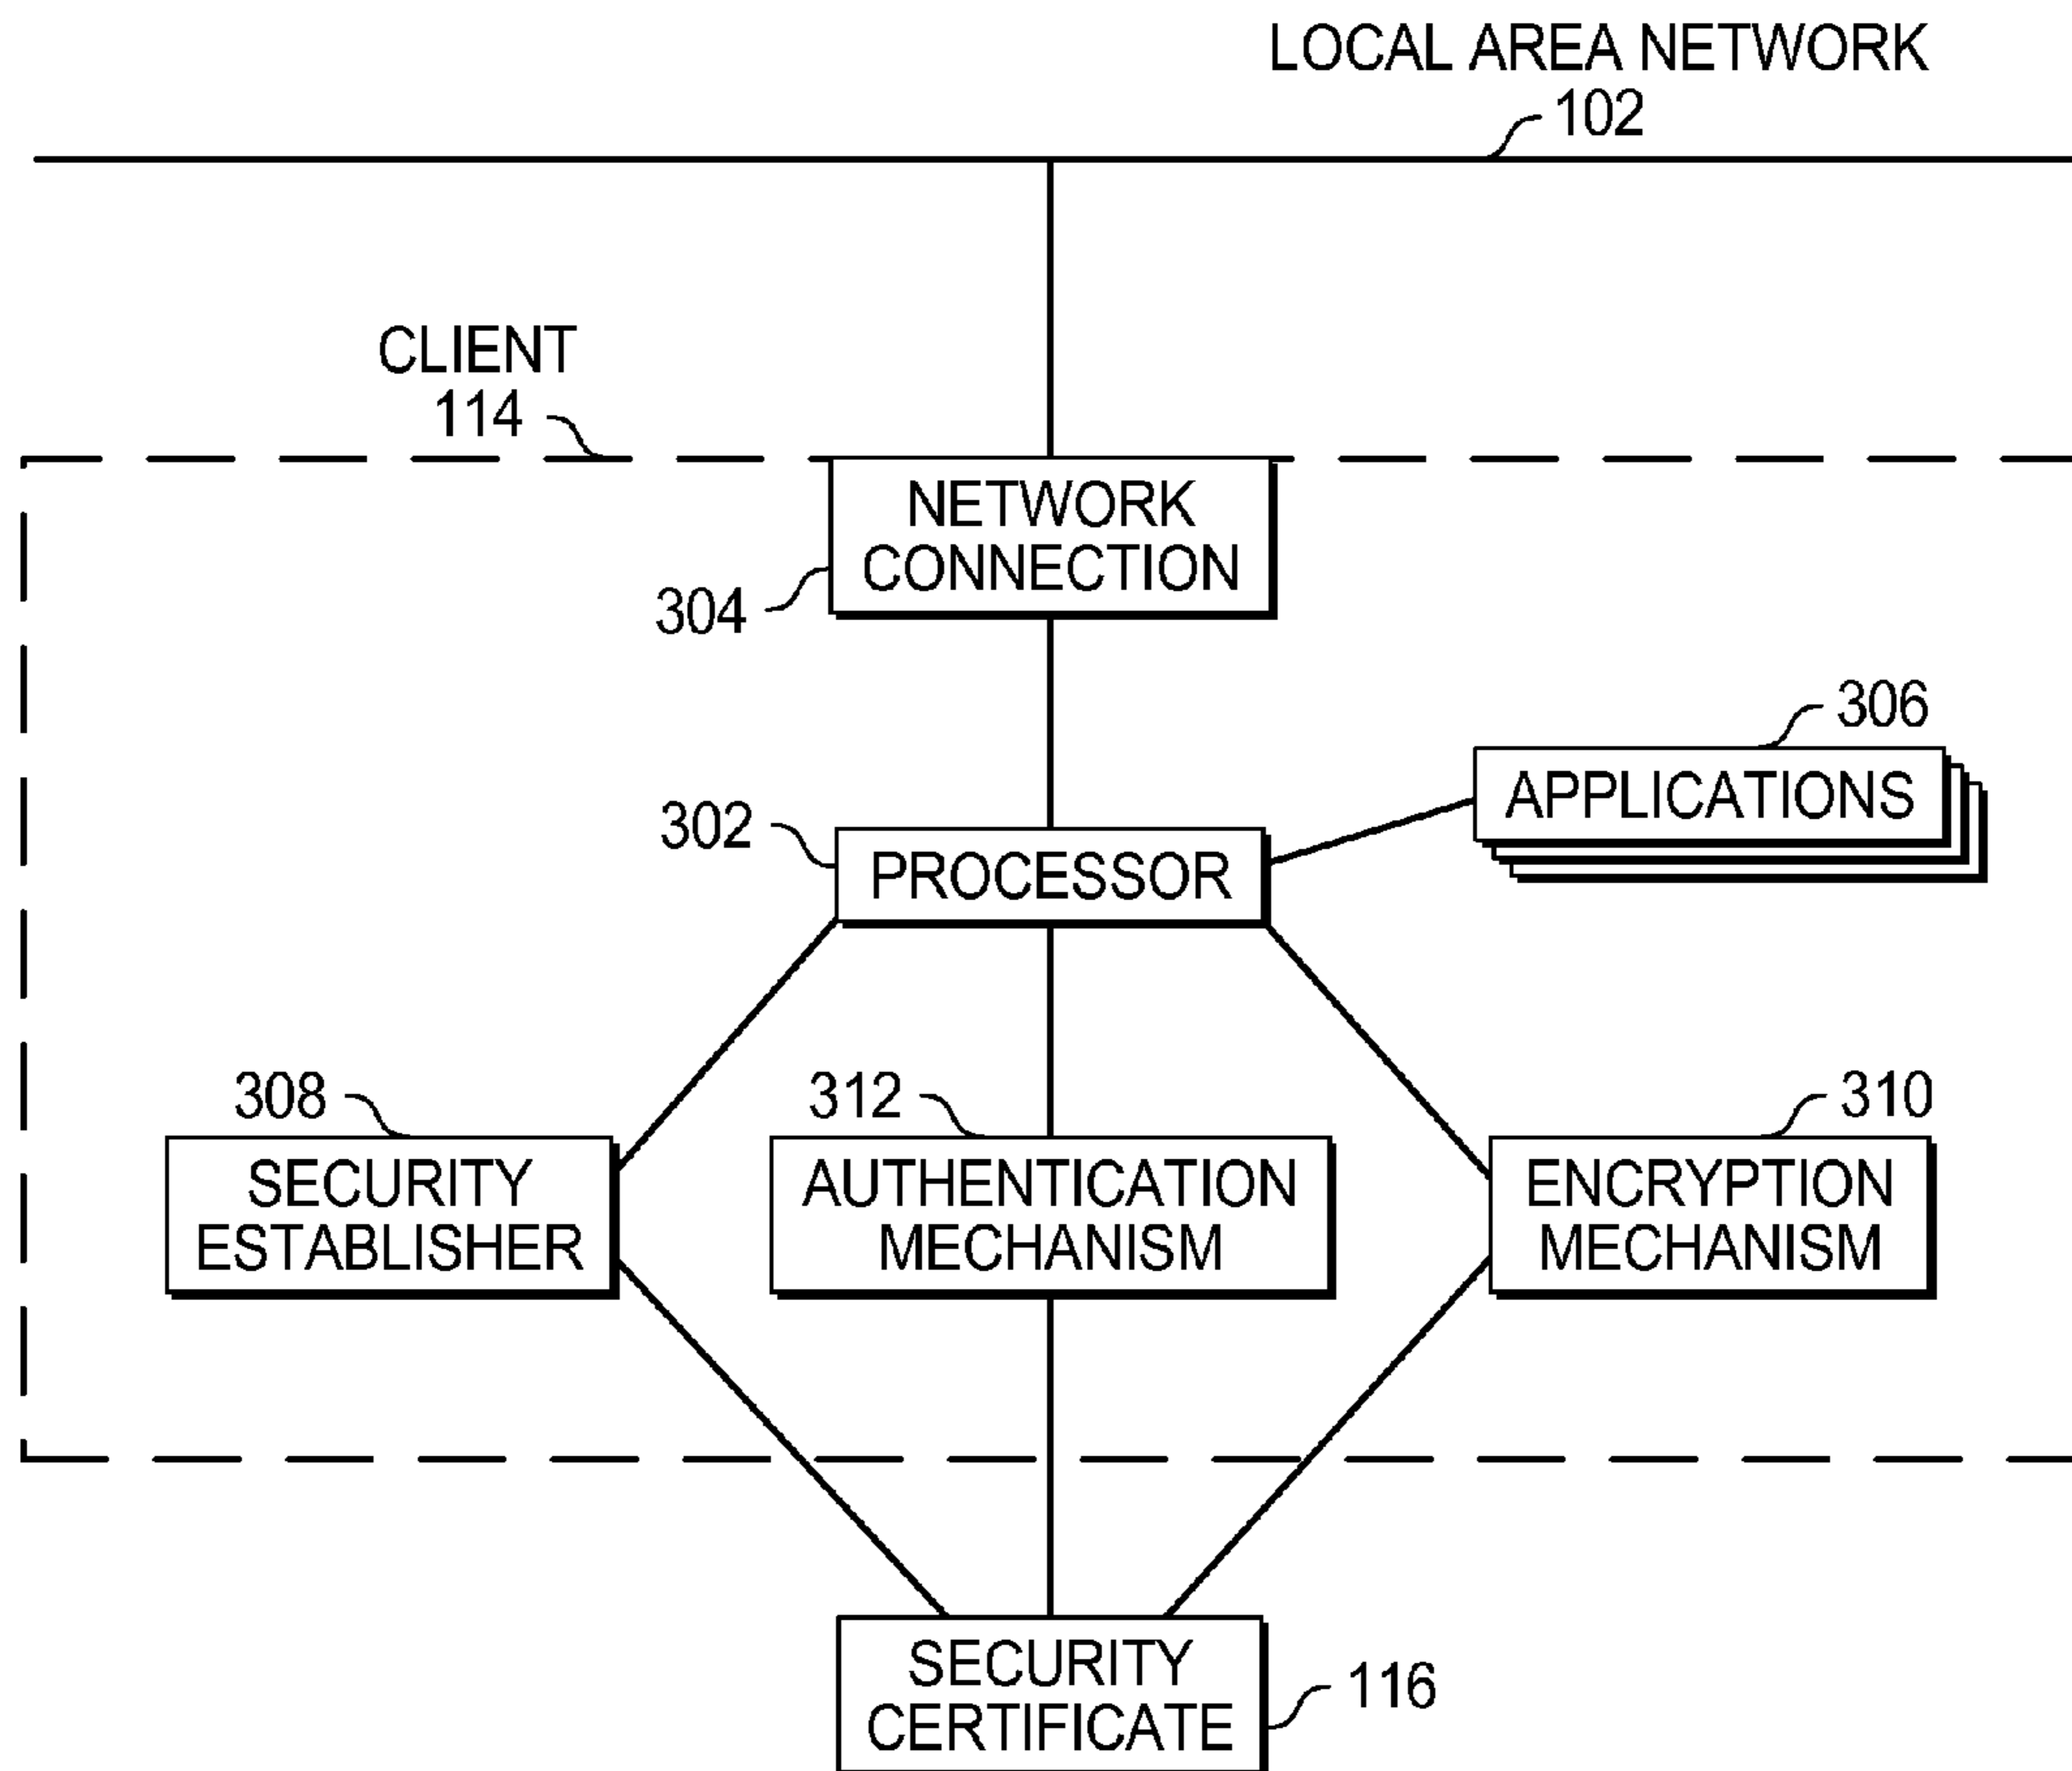 LOCAL AREA NETWORK
102
CLIENT
114
NETWORK
CONNECTION
304
306
APPLICATIONS
302
PROCESSOR
308
312
310
SECURITY
ESTABLISHER
AUTHENTICATION
MECHANISM
ENCRYPTION
MECHANISM
SECURITY
CERTIFICATE
116